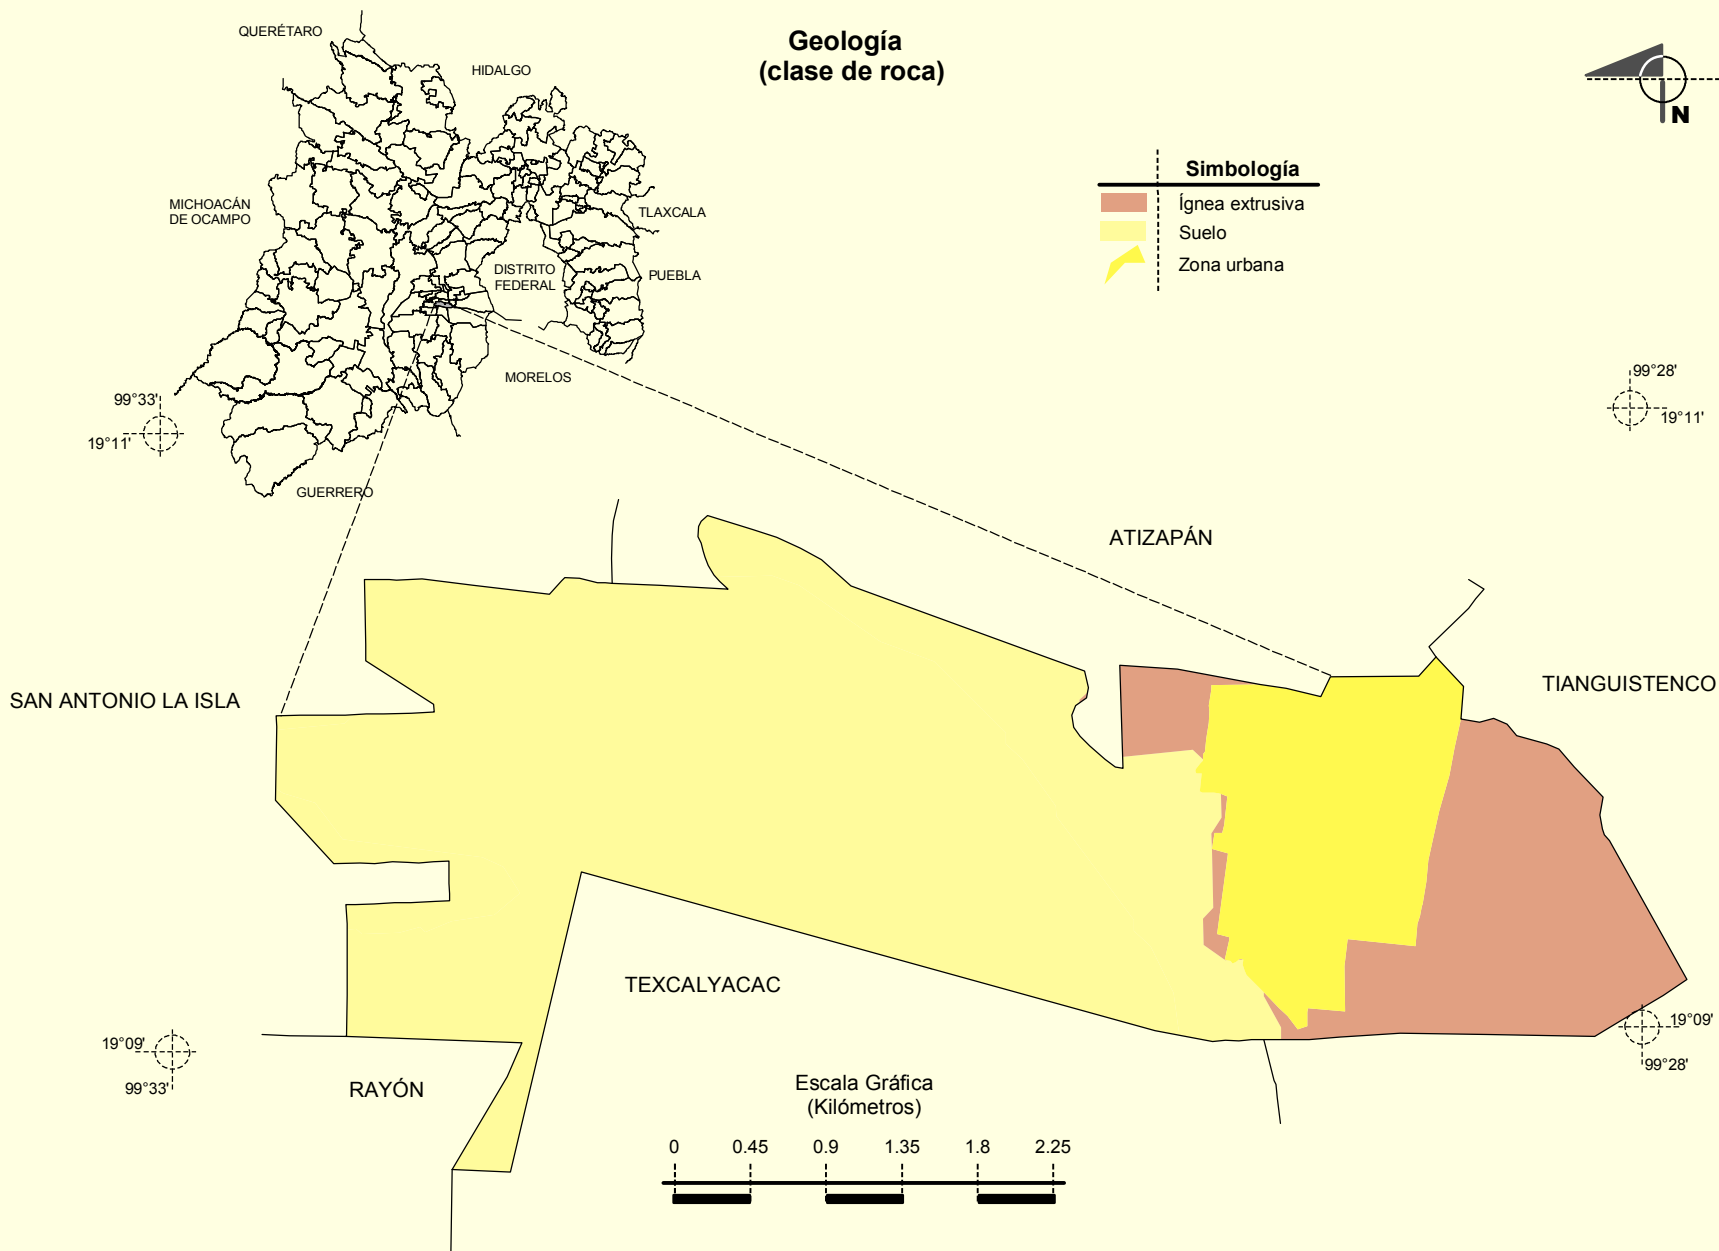 Geología
(clase de roca)
N
QUERÉTARO
HIDALGO
MICHOACÁN
DE OCAMPO
TLAXCALA
DISTRITO
FEDERAL
PUEBLA
MORELOS
GUERRERO
Simbología
Ígnea extrusiva
Suelo
Zona urbana
99°33'
19°11'
99°28'
19°11'
ATIZAPÁN
SAN ANTONIO LA ISLA
TIANGUISTENCO
TEXCALYACAC
RAYÓN
19°09'
99°33'
19°09'
99°28'
Escala Gráfica
(Kilómetros)
0 0.45 0.9 1.35 1.8 2.25